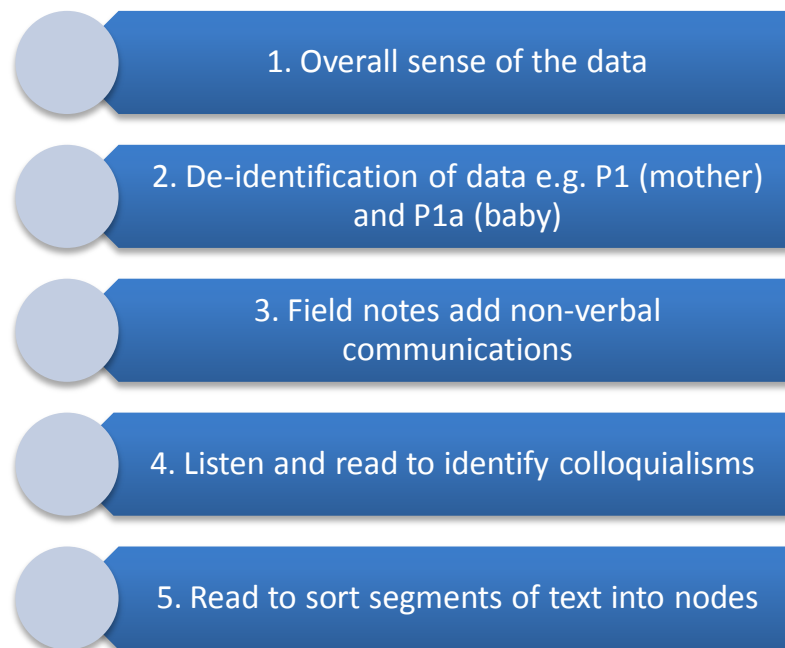 1. Overall sense of the data
2. De-identification of data e.g. P1 (mother)
and P1a (baby)
3. Field notes add non-verbal
communications
4. Listen and read to identify colloquialisms
5. Read to sort segments of text into nodes